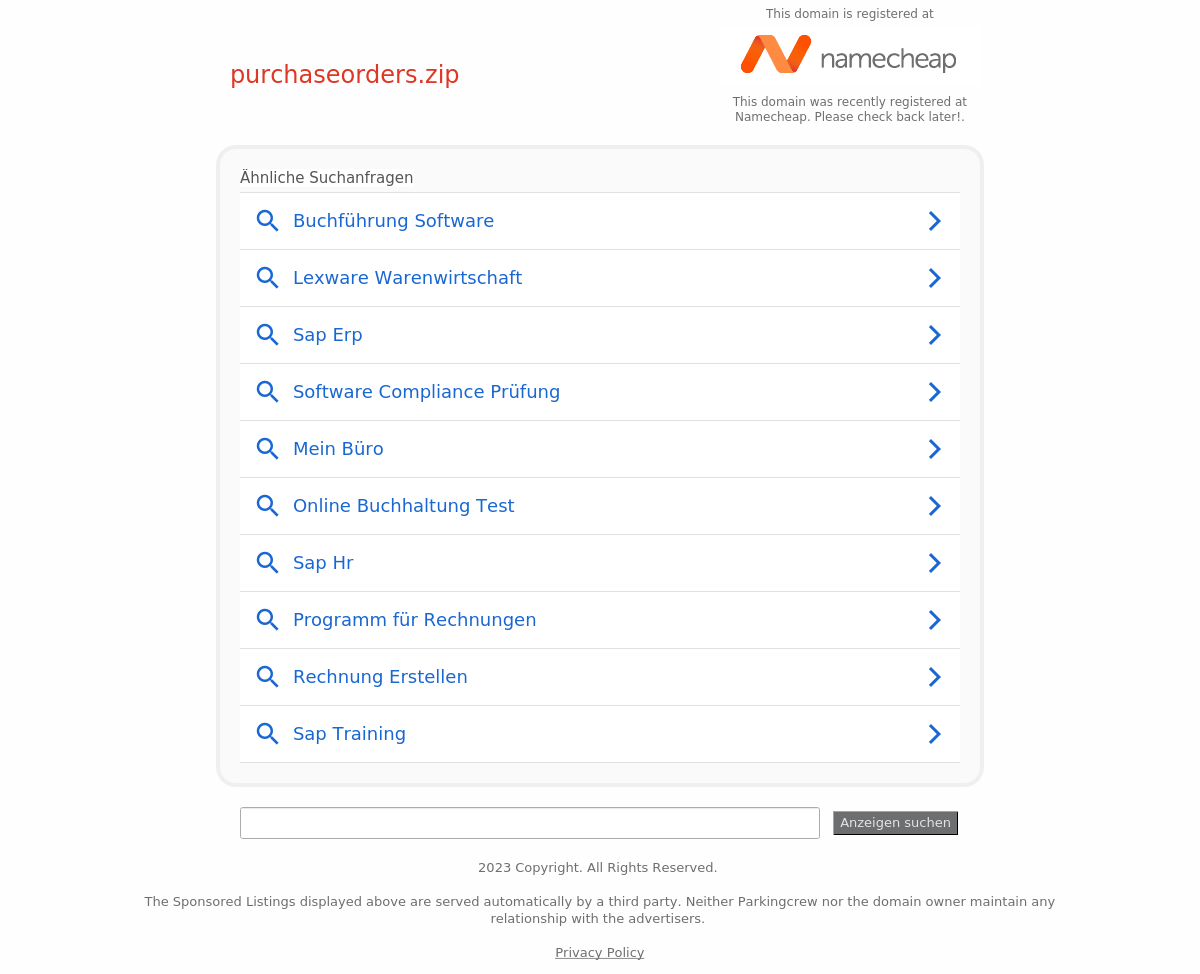 This domain is registered at
namecheap
purchaseorders.zip
This domain was recently registered at
Namecheap. Please check back later!.
Ähnliche Suchanfragen
Buchführung Software
Lexware Warenwirtschaft
Sap Erp
Software Compliance Prüfung
Mein Büro
Online Buchhaltung Test
Sap Hr
Programm für Rechnungen
Rechnung Erstellen
Sap Training
Anzeigen suchen
2023 Copyright. All Rights Reserved.
The Sponsored Listings displayed above are served automatically by a third party. Neither Parkingcrew nor the domain owner maintain any
relationship with the advertisers.
Privacy Policy